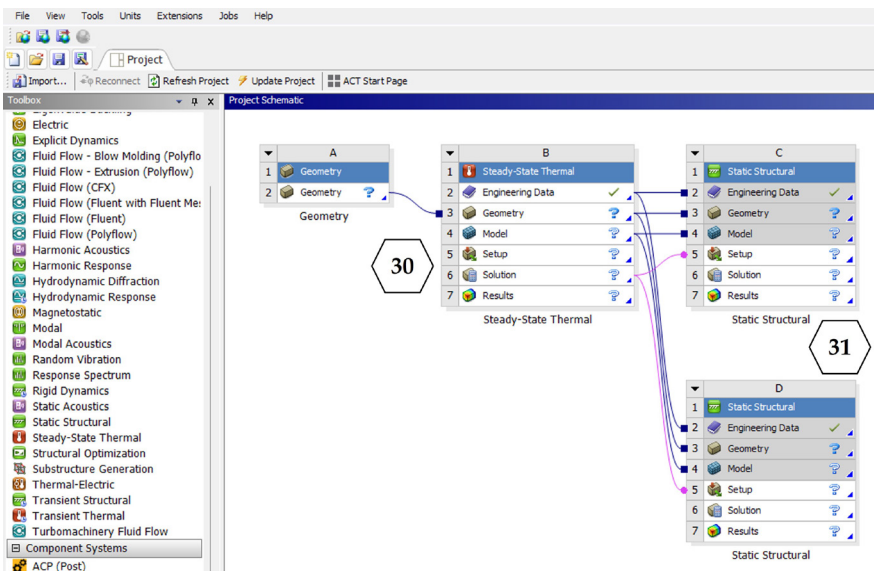 File View Tools Units Extensions Jobs Help
Project
Import... Reconnect Refresh Project Update Project ACT Start Page
Toolbox
Project Schematic
Electric
Explicit Dynamics
Fluid Flow - Blow Molding (Polyflo
Fluid Flow - Extrusion (Polyflow)
Fluid Flow (CFX)
Fluid Flow (Fluent with Fluent Me
Fluid Flow (Fluent)
Fluid Flow (Polyflow)
Harmonic Acoustics
Harmonic Response
Hydrodynamic Diffraction
Hydrodynamic Response
Magnetostatic
Modal
Modal Acoustics
Random Vibration
Response Spectrum
Rigid Dynamics
Static Acoustics
Static Structural
Steady-State Thermal
Structural Optimization
Substructure Generation
Thermal-Electric
Transient Structural
Transient Thermal
Turbomachinery Fluid Flow
Component Systems
ACP (Post)
A
1 Geometry
2 Geometry ?
Geometry
30
B
1 Steady-State Thermal
2 Engineering Data
3 Geometry ?
4 Model ?
5 Setup ?
6 Solution ?
7 Results ?
Steady-State Thermal
C
1 Static Structural
2 Engineering Data
3 Geometry ?
4 Model ?
5 Setup ?
6 Solution ?
7 Results ?
Static Structural
31
D
1 Static Structural
2 Engineering Data
3 Geometry ?
4 Model ?
5 Setup ?
6 Solution ?
7 Results ?
Static Structural